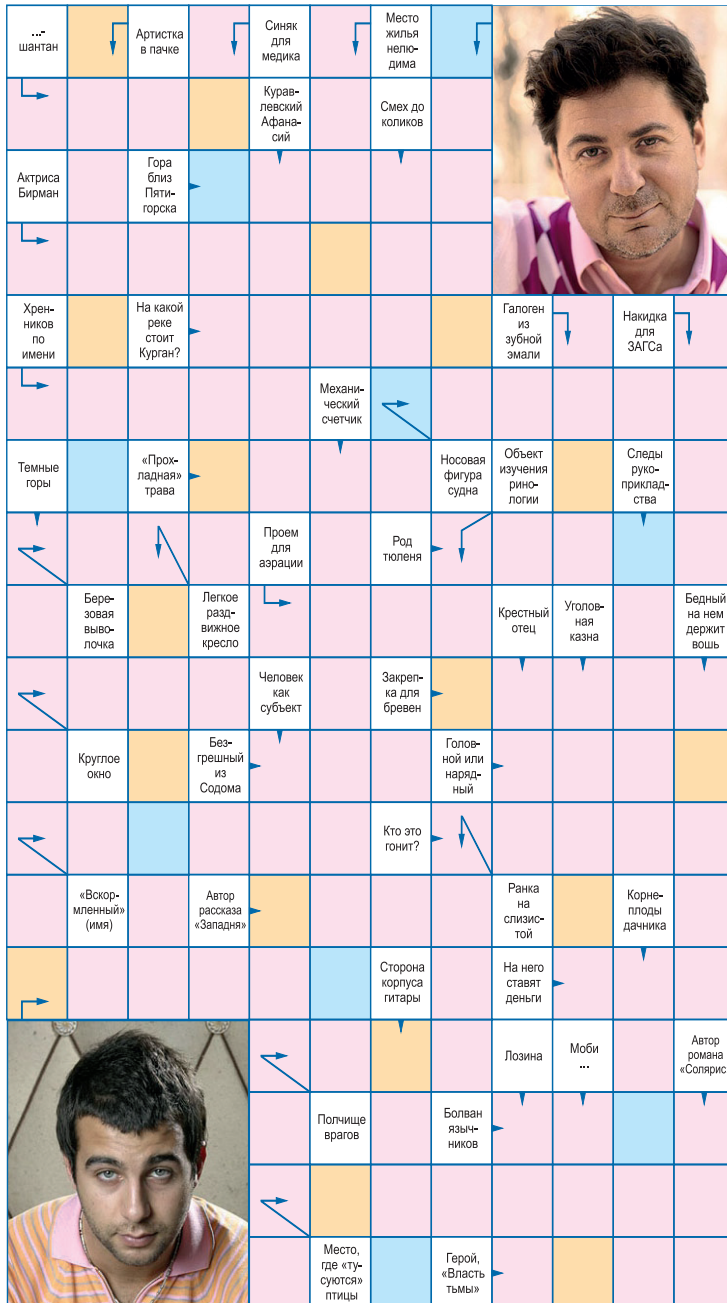 ...-
шантан
Артистка
в пачке
Синяк
для
медика
Место
жилья
нелю-
дима
Курав-
левский
Афана-
сий
Смех до
коликов
Актриса
Бирман
Гора
близ
Пяти-
горска
Хрен-
ников
по
имени
На какой
реке
стоит
Курган?
Галоген
из
зубной
эмали
Накидка
для
ЗАГСа
Механи-
ческий
счетчик
Темные
горы
«Прох-
ладная»
трава
Носовая
фигура
судна
Объект
изучения
рино-
логии
Следы
руко-
приклад-
ства
Проем
для
аэрации
Род
тюленя
Бере-
зовая
выво-
лочка
Легкое
разд-
вижное
кресло
Крестный
отец
Уголов-
ная
казна
Бедный
на нем
держит
вошь
Человек
как
субъект
Закреп-
ка для
бревен
Круглое
окно
Без-
грешный
из
Содома
Голов-
ной или
наряд-
ный
Кто это
гонит?
«Вскор-
мленный»
(имя)
Автор
рассказа
«Западня»
Ранка
на
слизис-
той
Корне-
плоды
дачника
Сторона
корпуса
гитары
На него
ставят
деньги
Лозина
Моби
...
Автор
романа
«Солярис»
Полчище
врагов
Болван
языч-
ников
Место,
где «ту-
суются»
птицы
Герой,
«Власть
тьмы»